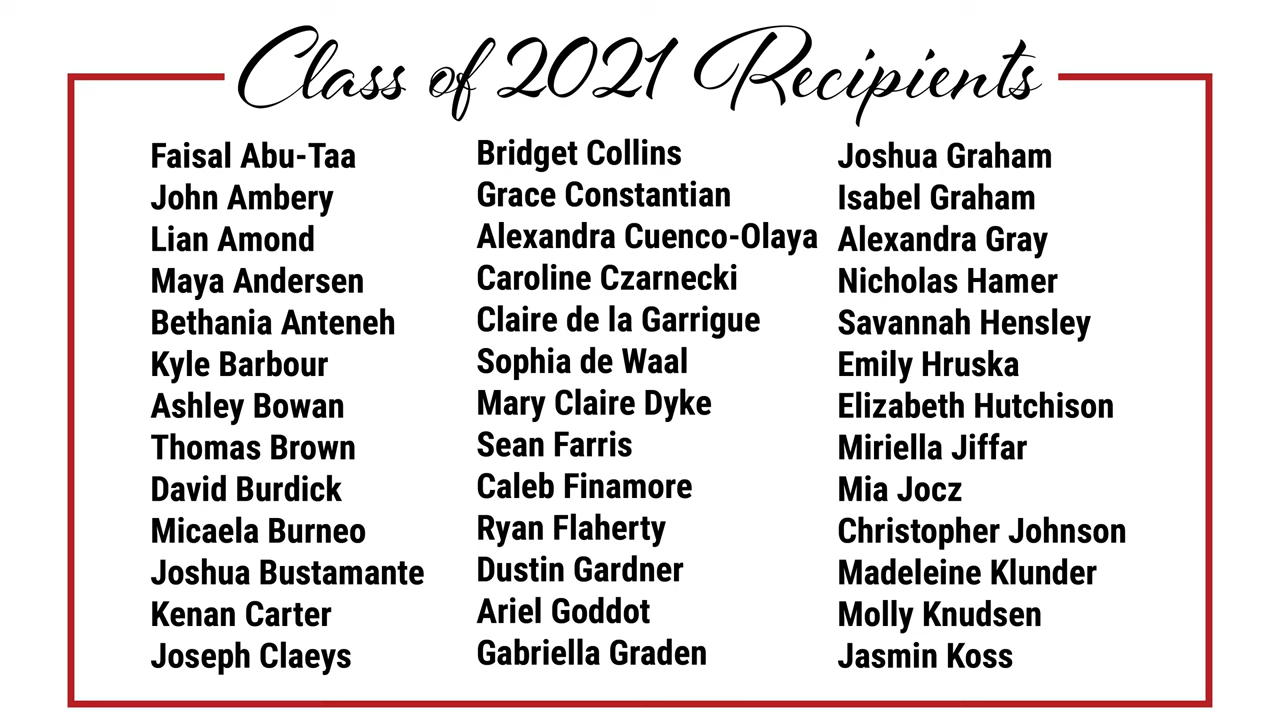 Class of 2021 Recipients
Faisal Abu-Taa
John Ambery
Lian Amond
Maya Andersen
Bethania Anteneh
Kyle Barbour
Ashley Bowan
Thomas Brown
David Burdick
Micaela Burneo
Joshua Bustamante
Kenan Carter
Joseph Claeys
Bridget Collins
Grace Constantian
Alexandra Cuenco-Olaya
Caroline Czarnecki
Claire de la Garrigue
Sophia de Waal
Mary Claire Dyke
Sean Farris
Caleb Finamore
Ryan Flaherty
Dustin Gardner
Ariel Goddot
Gabriella Graden
Joshua Graham
Isabel Graham
Alexandra Gray
Nicholas Hamer
Savannah Hensley
Emily Hruska
Elizabeth Hutchison
Miriella Jiffar
Mia Jocz
Christopher Johnson
Madeleine Klunder
Molly Knudsen
Jasmin Koss